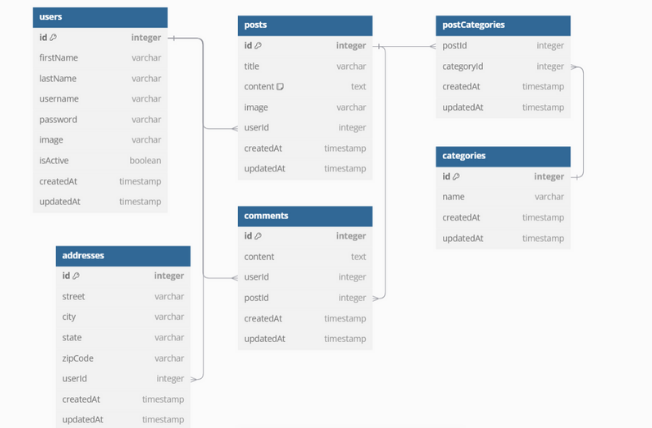 users
id integer
firstName varchar
lastName varchar
username varchar
password varchar
image varchar
isActive boolean
createdAt timestamp
updatedAt timestamp
addresses
id integer
street varchar
city varchar
state varchar
zipCode varchar
userId integer
createdAt timestamp
updatedAt timestamp
posts
id integer
title varchar
content text
image varchar
userId integer
createdAt timestamp
updatedAt timestamp
comments
id integer
content text
userId integer
postId integer
createdAt timestamp
updatedAt timestamp
postCategories
postId integer
categoryId integer
createdAt timestamp
updatedAt timestamp
categories
id integer
name varchar
createdAt timestamp
updatedAt timestamp